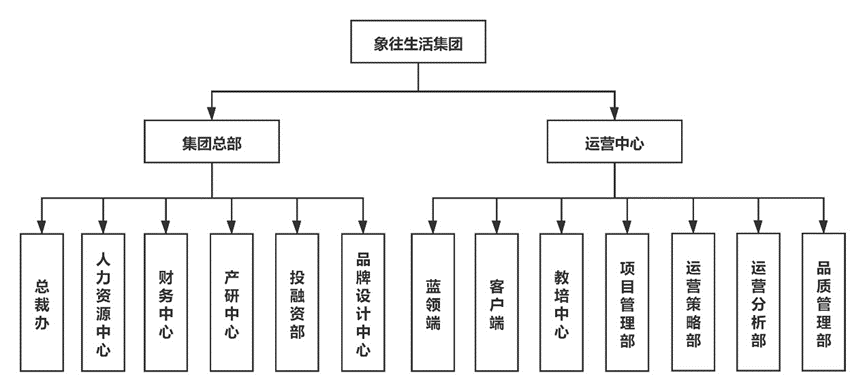 象往生活集团
集团总部
运营中心
总裁办
人力资源中心
财务中心
产研中心
投融资部
品牌设计中心
蓝领端
客户端
教培中心
项目管理部
运营策略部
运营分析部
品质管理部